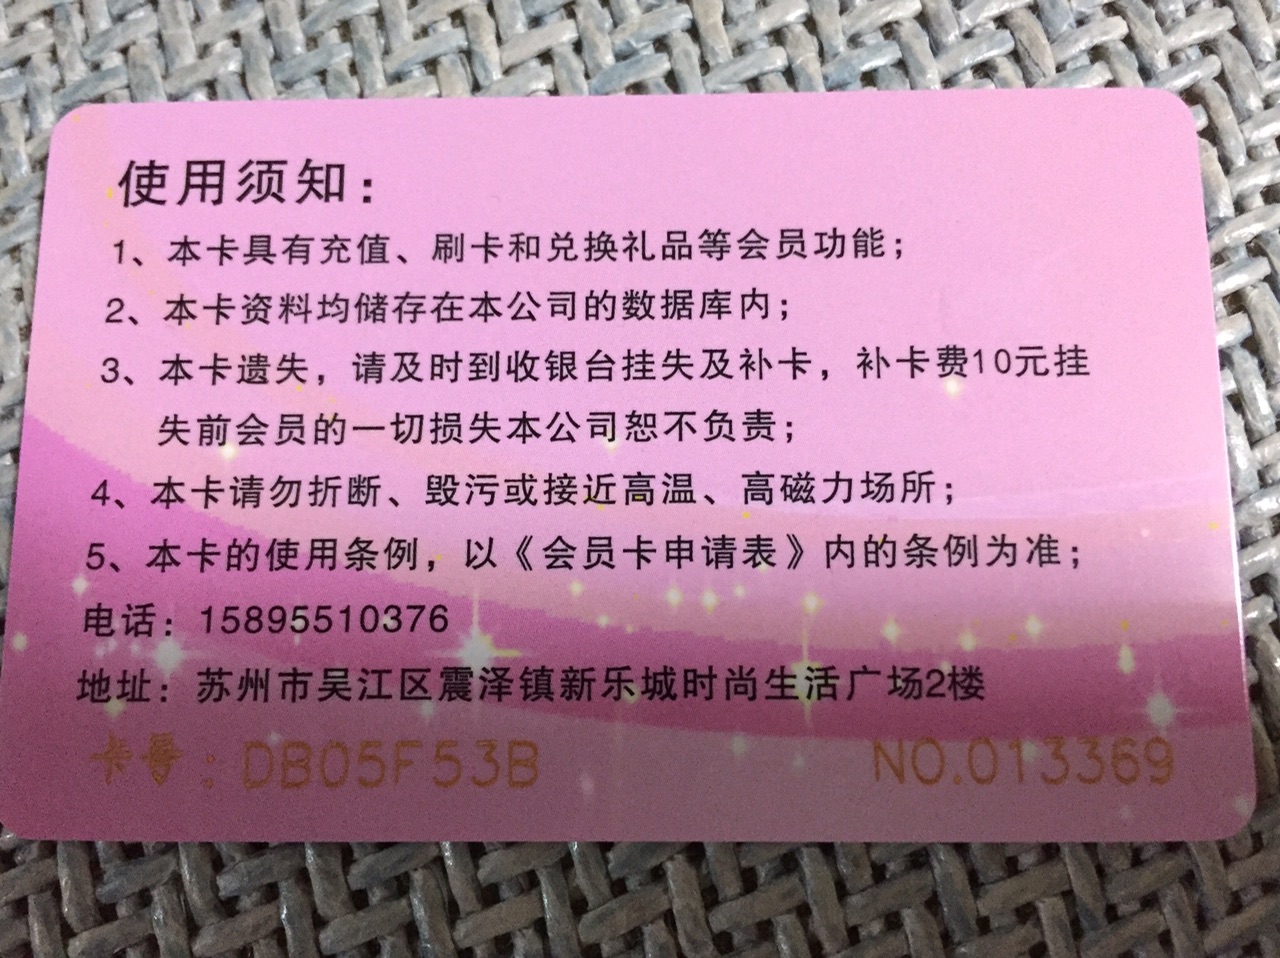 使用须知：
1、本卡具有充值、刷卡和兑换礼品等会员功能；
2、本卡资料均储存在本公司的数据库内；
3、本卡遗失，请及时到收银台挂失及补卡，补卡费10元挂
失前会员的一切损失本公司恕不负责；
4、本卡请勿折断、毁污或接近高温、高磁力场所；
5、本卡的使用条例，以《会员卡申请表》内的条例为准；
电话：15895510376
地址：苏州市吴江区震泽镇新乐城时尚生活广场2楼
卡号：DB05F53B NO.013369